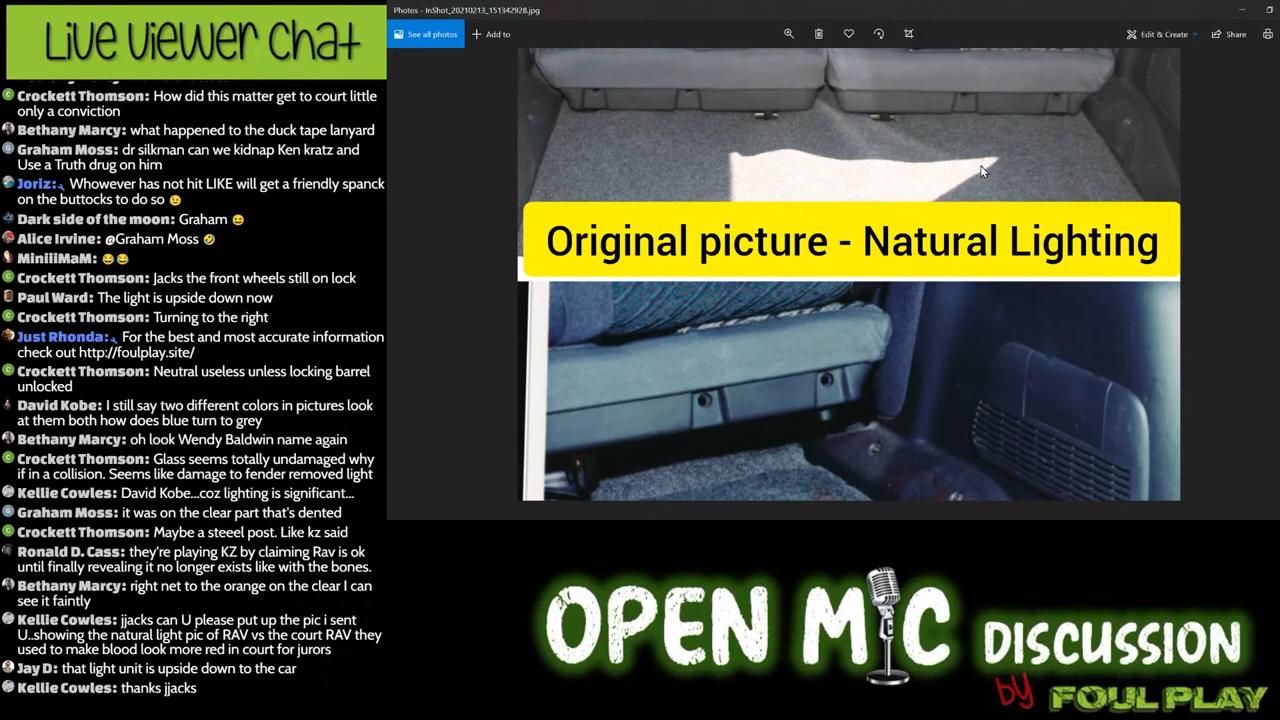 Live viewer chat
Crockett Thomson: How did this matter get to court little
only a conviction
Bethany Marcy: what happened to the duck tape lanyard
Graham Moss: dr silkman can we kidnap Ken kratz and
Use a Truth drug on him
Joriz: Whowever has not hit LIKE will get a friendly spanck
on the buttocks to do so
Dark side of the moon: Graham
Alice Irvine: @Graham Moss
MiniiiMaM:
Crockett Thomson: Jacks the front wheels still on lock
Paul Ward: The light is upside down now
Crockett Thomson: Turning to the right
Just Rhonda: For the best and most accurate information
check out http://foulplay.site/
Crockett Thomson: Neutral useless unless locking barrel
unlocked
David Kobe: I still say two different colors in pictures look
at them both how does blue turn to grey
Bethany Marcy: oh look Wendy Baldwin name again
Crockett Thomson: Glass seems totally undamaged why
if in a collision. Seems like damage to fender removed light
Kellie Cowles: David Kobe...coz lighting is significant...
Graham Moss: it was on the clear part that's dented
Crockett Thomson: Maybe a steeel post. Like kz said
Ronald D. Cass: they're playing KZ by claiming Rav is ok
until finally revealing it no longer exists like with the bones.
Bethany Marcy: right net to the orange on the clear I can
see it faintly
Kellie Cowles: jjacks can U please put up the pic i sent
U..showing the natural light pic of RAV vs the court RAV they
used to make blood look more red in court for jurors
Jay D: that light unit is upside down to the car
Kellie Cowles: thanks jjacks
Photos - InShot_20210213_151342928.jpg
See all photos
Add to
Edit & Create
Share
Original picture - Natural Lighting
OPEN MIC
DISCUSSION
by FOUL PLAY